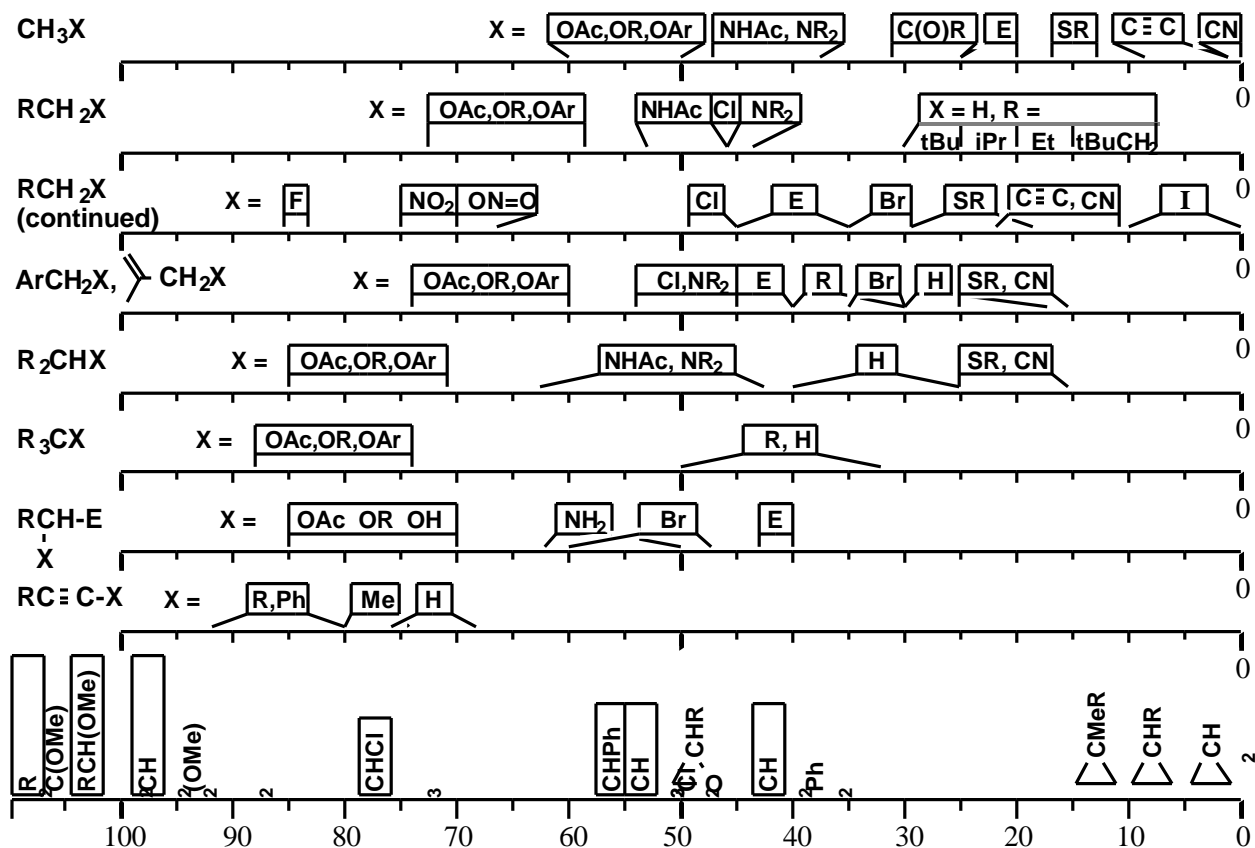 CH3X X = OAc,OR,OAr NHAc, NR2 C(O)R E SR C≡C CN
0
RCH2X X = OAc,OR,OAr NHAc Cl NR2 X = H, R =
tBu iPr Et tBuCH2
0
RCH2X X = F NO2 ON=O Cl E Br SR C≡C, CN I
(continued)
0
ArCH2X, CH2X X = OAc,OR,OAr Cl,NR2 E R Br H SR, CN
0
R2CHX X = OAc,OR,OAr NHAc, NR2 H SR, CN
0
R3CX X = OAc,OR,OAr R, H
0
RCH-E X = OAc OR OH NH2 Br E
X
0
RC≡C-X X = R,Ph Me H
0
R2C(OMe)2 RCH(OMe)2 CH2(OMe)2 CHCl3 CHPh3 CH2Cl2 CHR O CH2Ph2 CMeR CHR CH2
100 90 80 70 60 50 40 30 20 10 0